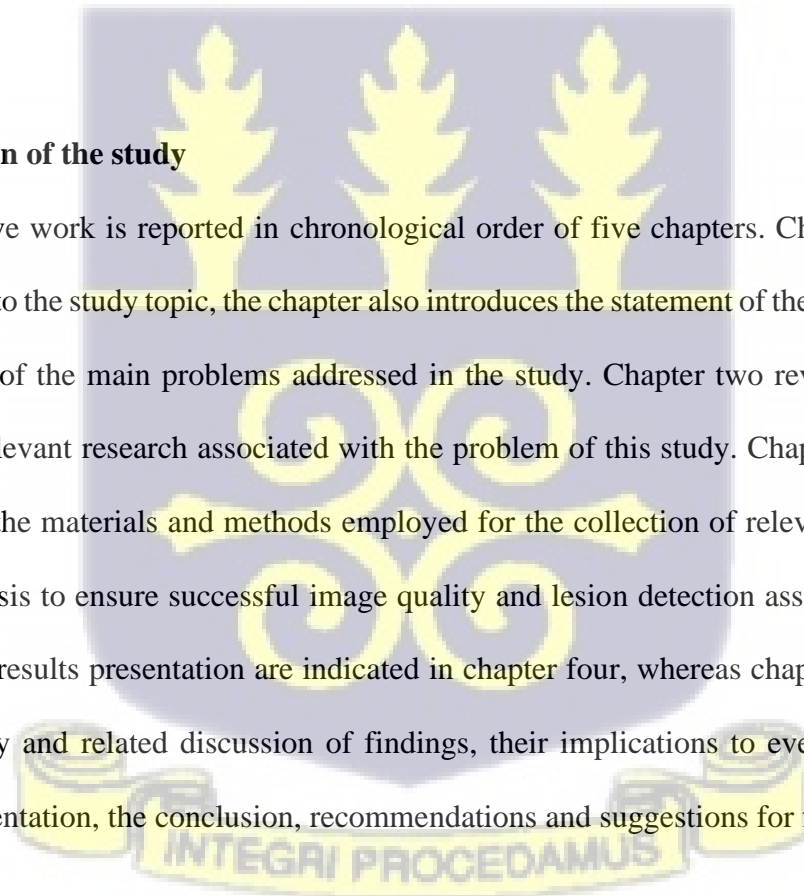 n of the study
ve work is reported in chronological order of five chapters. Ch
to the study topic, the chapter also introduces the statement of the
of the main problems addressed in the study. Chapter two rev
levant research associated with the problem of this study. Chap
the materials and methods employed for the collection of relev
sis to ensure successful image quality and lesion detection ass
results presentation are indicated in chapter four, whereas chap
y and related discussion of findings, their implications to eve
entation, the conclusion, recommendations and suggestions for
INTEGRI PROCEDAMUS